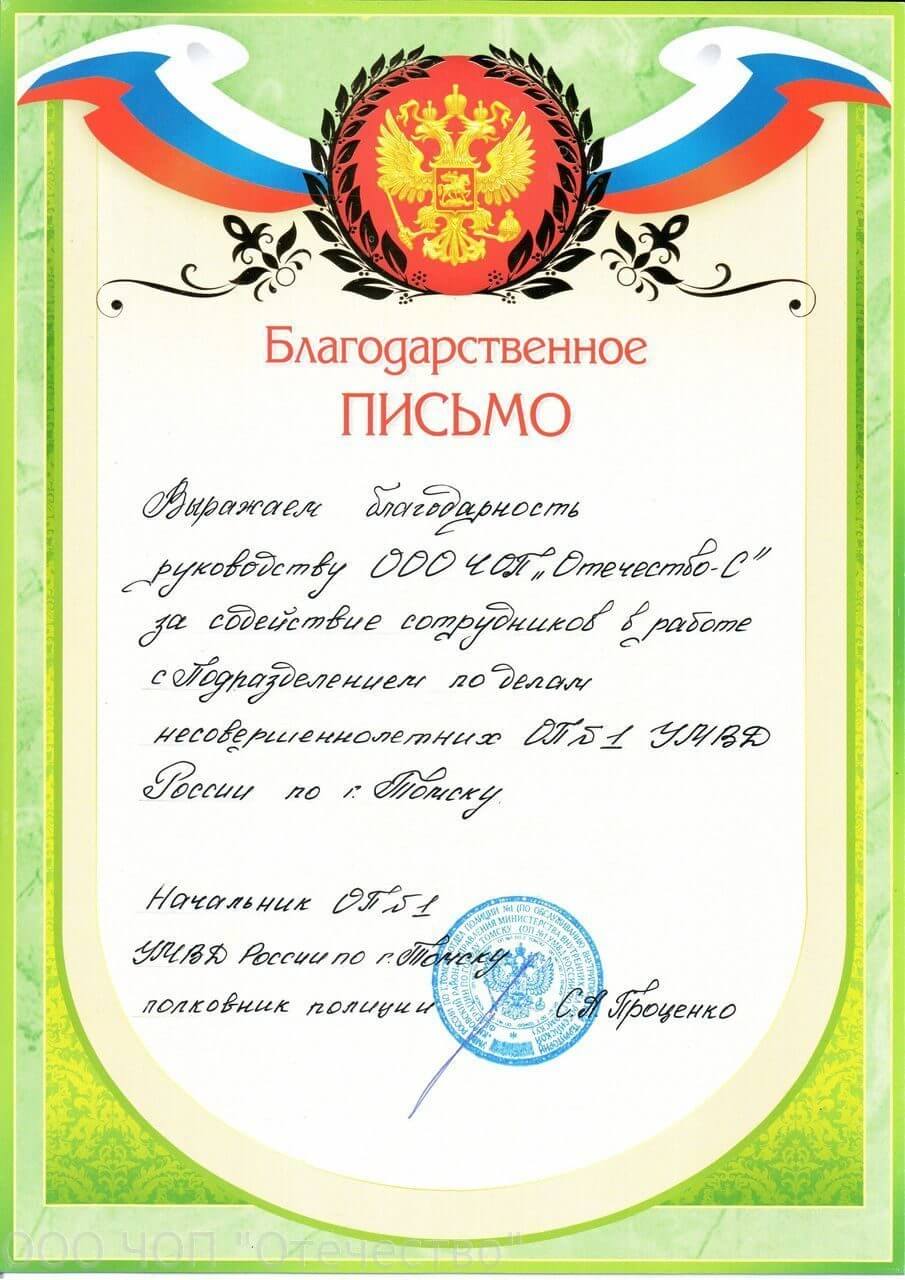 Благодарственное
ПИСЬМО
Выражаем благодарность
руководству ООО ЧОП „Отечество-С"
за содействие сотрудников в работе
с Подразделением по делам
несовершеннолетних ОП №1 УМВД
России по г. Томску.
Начальник ОП №1
УМВД России по г. Томску
полковник полиции С.А. Проценко
ООО ЧОП "Отечество"